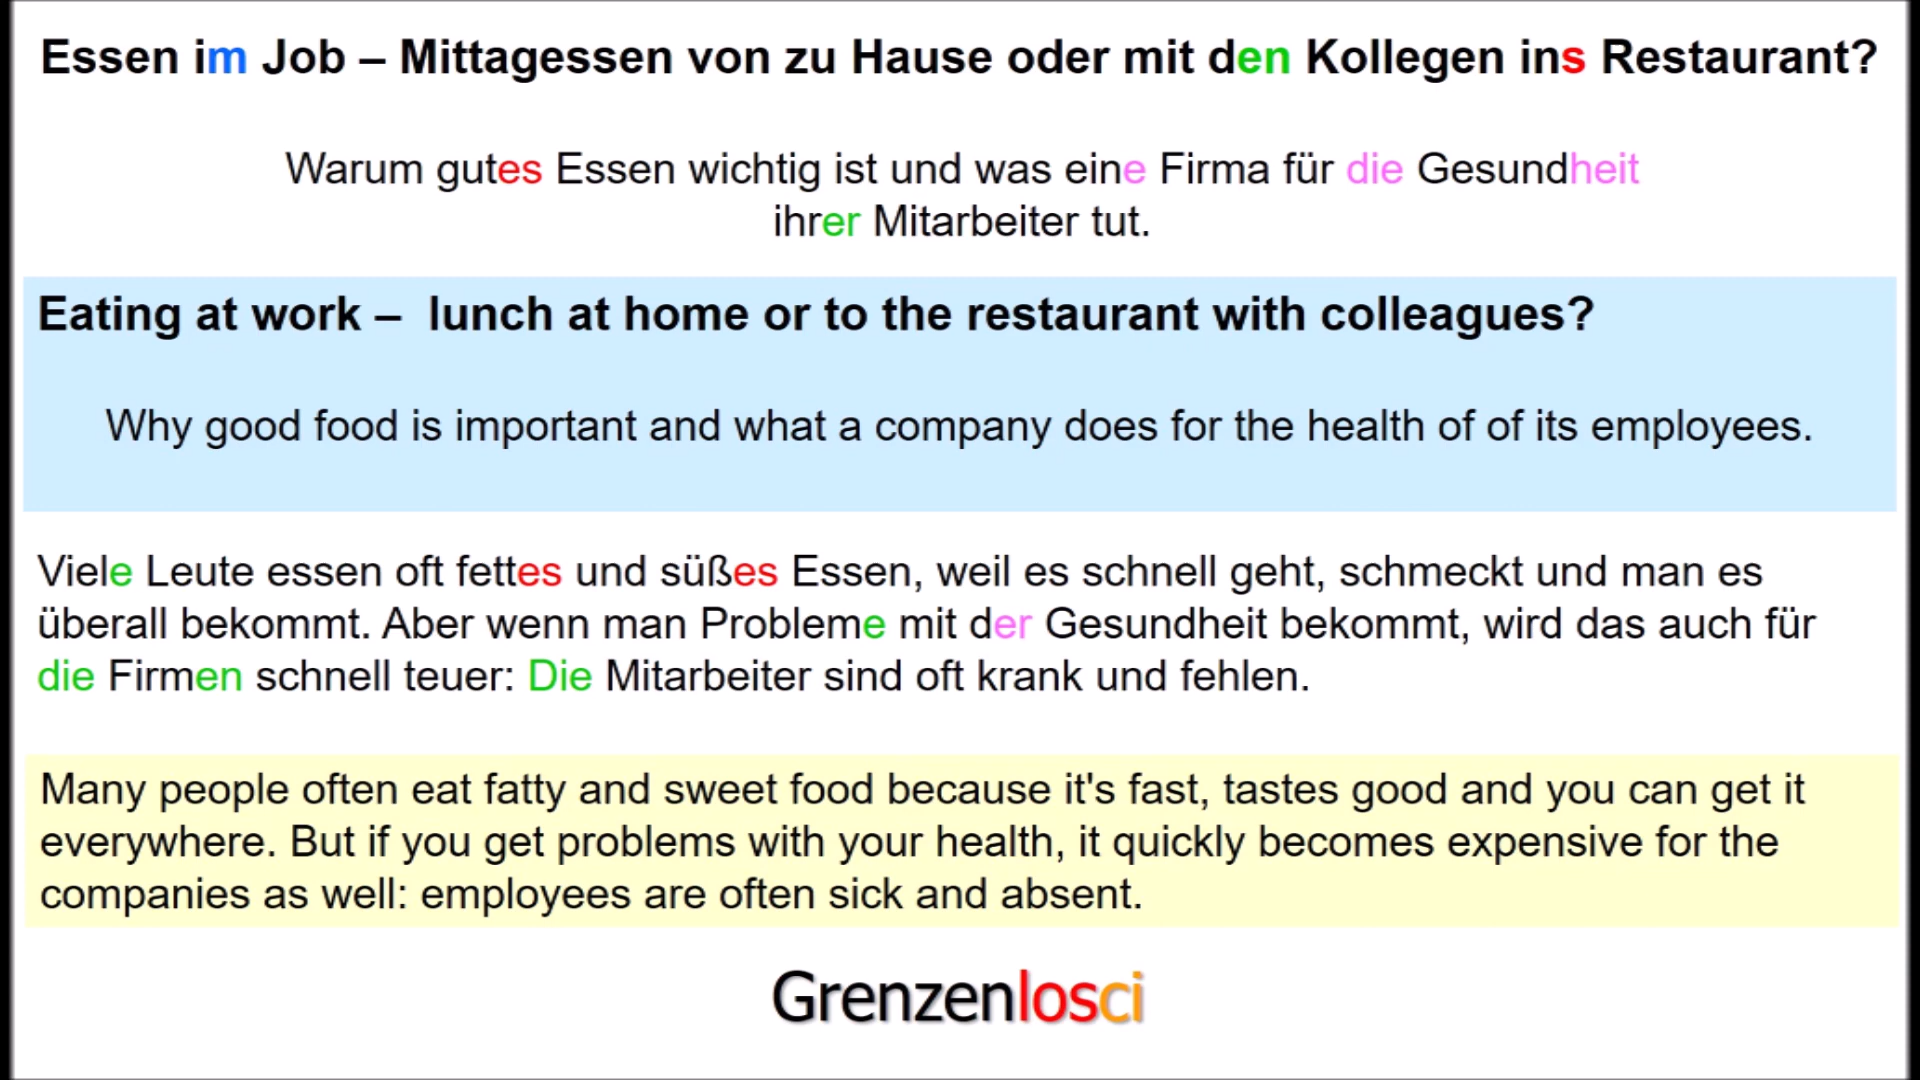 Essen im Job – Mittagessen von zu Hause oder mit den Kollegen ins Restaurant?
Warum gutes Essen wichtig ist und was eine Firma für die Gesundheit
ihrer Mitarbeiter tut.
Eating at work – lunch at home or to the restaurant with colleagues?
Why good food is important and what a company does for the health of of its employees.
Viele Leute essen oft fettes und süßes Essen, weil es schnell geht, schmeckt und man es
überall bekommt. Aber wenn man Probleme mit der Gesundheit bekommt, wird das auch für
die Firmen schnell teuer: Die Mitarbeiter sind oft krank und fehlen.
Many people often eat fatty and sweet food because it's fast, tastes good and you can get it
everywhere. But if you get problems with your health, it quickly becomes expensive for the
companies as well: employees are often sick and absent.
Grenzenlosci